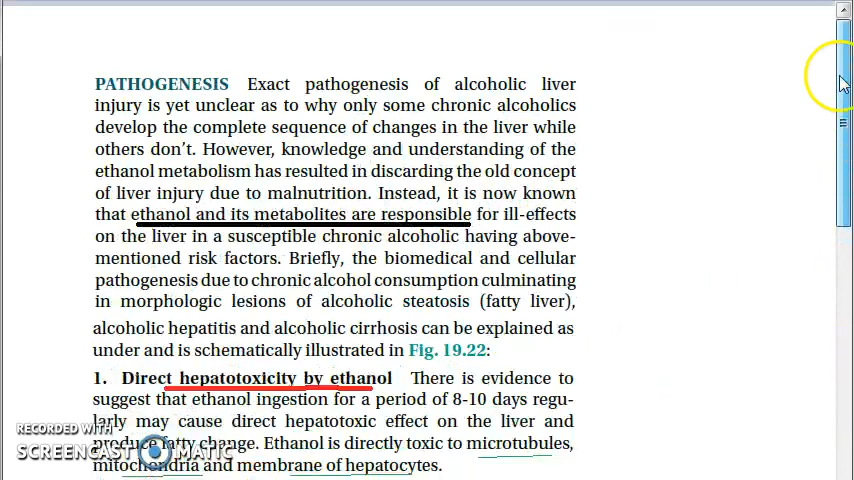 PATHOGENESIS Exact pathogenesis of alcoholic liver
injury is yet unclear as to why only some chronic alcoholics
develop the complete sequence of changes in the liver while
others don't. However, knowledge and understanding of the
ethanol metabolism has resulted in discarding the old concept
of liver injury due to malnutrition. Instead, it is now known
that ethanol and its metabolites are responsible for ill-effects
on the liver in a susceptible chronic alcoholic having above-
mentioned risk factors. Briefly, the biomedical and cellular
pathogenesis due to chronic alcohol consumption culminating
in morphologic lesions of alcoholic steatosis (fatty liver),
alcoholic hepatitis and alcoholic cirrhosis can be explained as
under and is schematically illustrated in Fig. 19.22:
1. Direct hepatotoxicity by ethanol There is evidence to
suggest that ethanol ingestion for a period of 8-10 days regu-
larly may cause direct hepatotoxic effect on the liver and
produce fatty change. Ethanol is directly toxic to microtubules,
mitochondria and membrane of hepatocytes.
RECORDED WITH
SCREENCAST MATIC